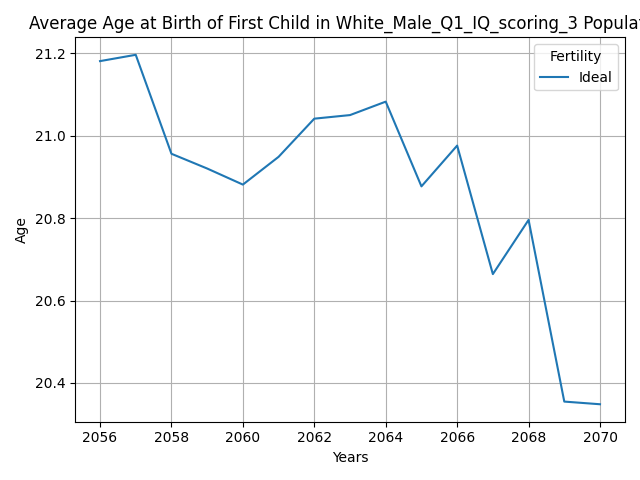 Average Age at Birth of First Child in White_Male_Q1_IQ_scoring_3 Popula
21.2
21.0
20.8
20.6
20.4
Age
Fertility
Ideal
2056 2058 2060 2062 2064 2066 2068 2070
Years